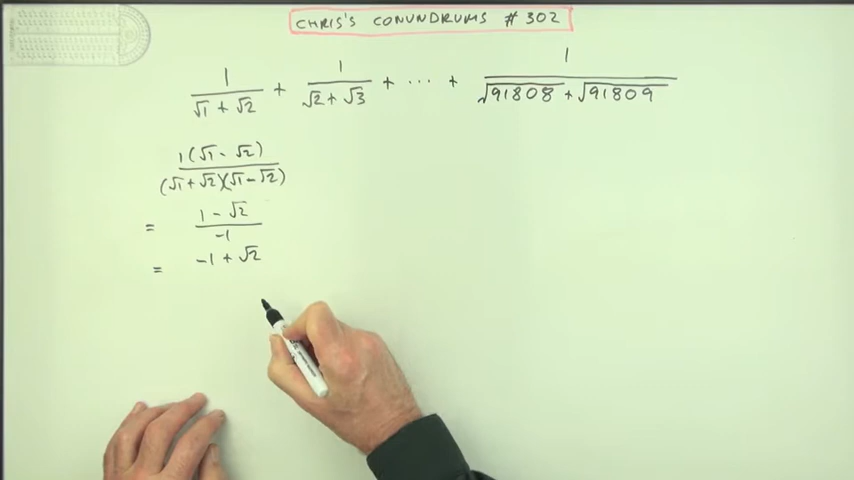 CHRIS'S CONUNDRUMS # 302
1/(√1 + √2) + 1/(√2 + √3) + ... + 1/(√91808 + √91809)
1(√1 - √2)/(√1 + √2)(√1 - √2)
= (1 - √2)/-1
= -1 + √2